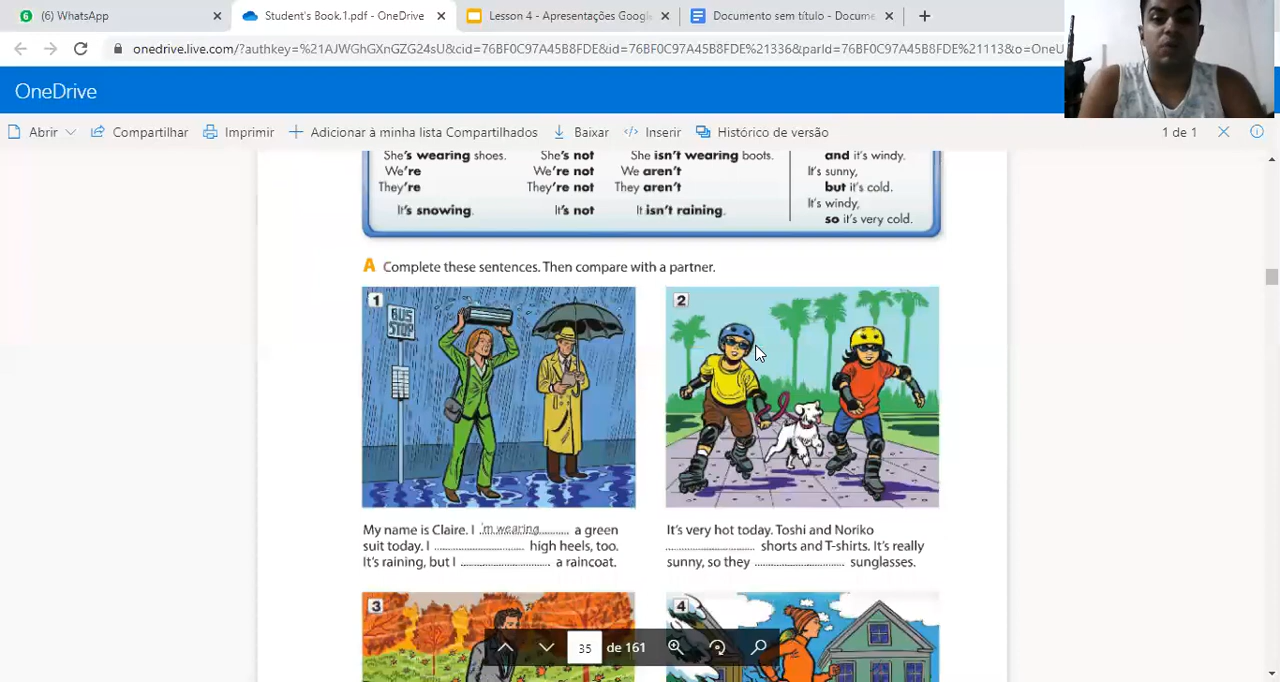 (6) WhatsApp
Student's Book.1.pdf - OneDrive
Lesson 4 - Apresentações Googl
Documento sem título - Docume
onedrive.live.com/?authkey=%21AJWGhGXnGZG24sU&cid=76BF0C97A45B8FDE&id=76BF0C97A45B8FDE%21336&parId=76BF0C97A45B8FDE%21113&o=OneU
OneDrive
Abrir Compartilhar Imprimir Adicionar à minha lista Compartilhados Baixar Inserir Histórico de versão 1 de 1
She's wearing shoes. She's not She isn't wearing boots. and it's windy.
We're We're not We aren't It's sunny,
They're They're not They aren't but it's cold.
It's windy,
It's snowing. It's not It isn't raining. so it's very cold.
A Complete these sentences. Then compare with a partner.
1
BUS
STOP
2
My name is Claire. I 'm wearing a green
suit today. I high heels, too.
It's raining, but I a raincoat.
It's very hot today. Toshi and Noriko
shorts and T-shirts. It's really
sunny, so they sunglasses.
3
4
35 de 161